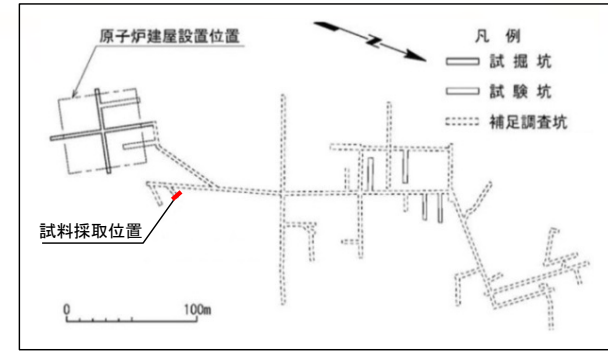 原子炉建屋設置位置
N
凡 例
試 掘 坑
試 験 坑
補足調査坑
試料採取位置
0 100m